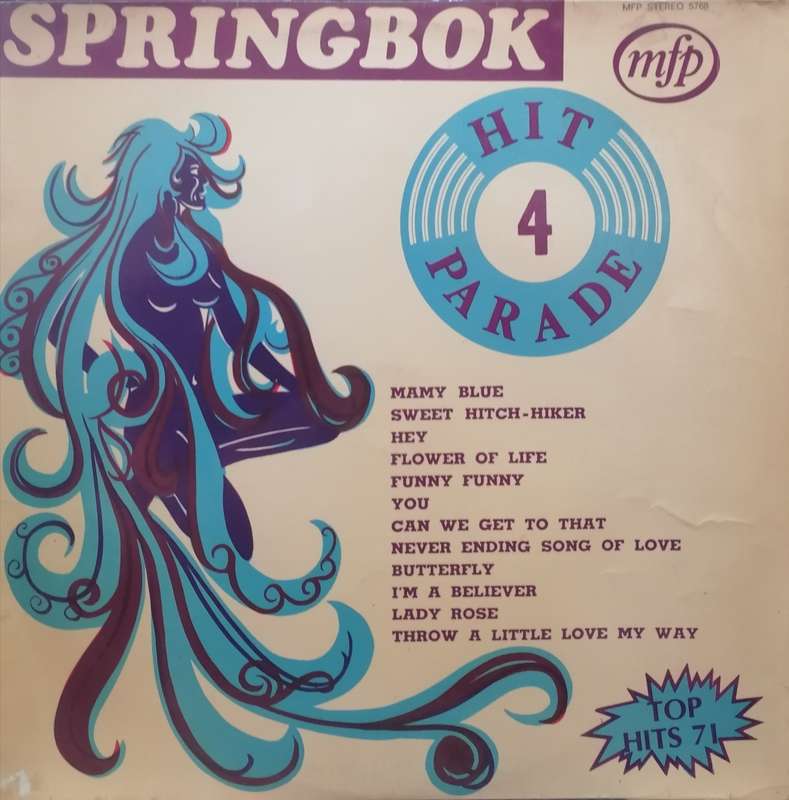 SPRINGBOK
MFP STEREO 5768
mfp
HIT
4
PARADE
MAMY BLUE
SWEET HITCH-HIKER
HEY
FLOWER OF LIFE
FUNNY FUNNY
YOU
CAN WE GET TO THAT
NEVER ENDING SONG OF LOVE
BUTTERFLY
I'M A BELIEVER
LADY ROSE
THROW A LITTLE LOVE MY WAY
TOP
HITS 71